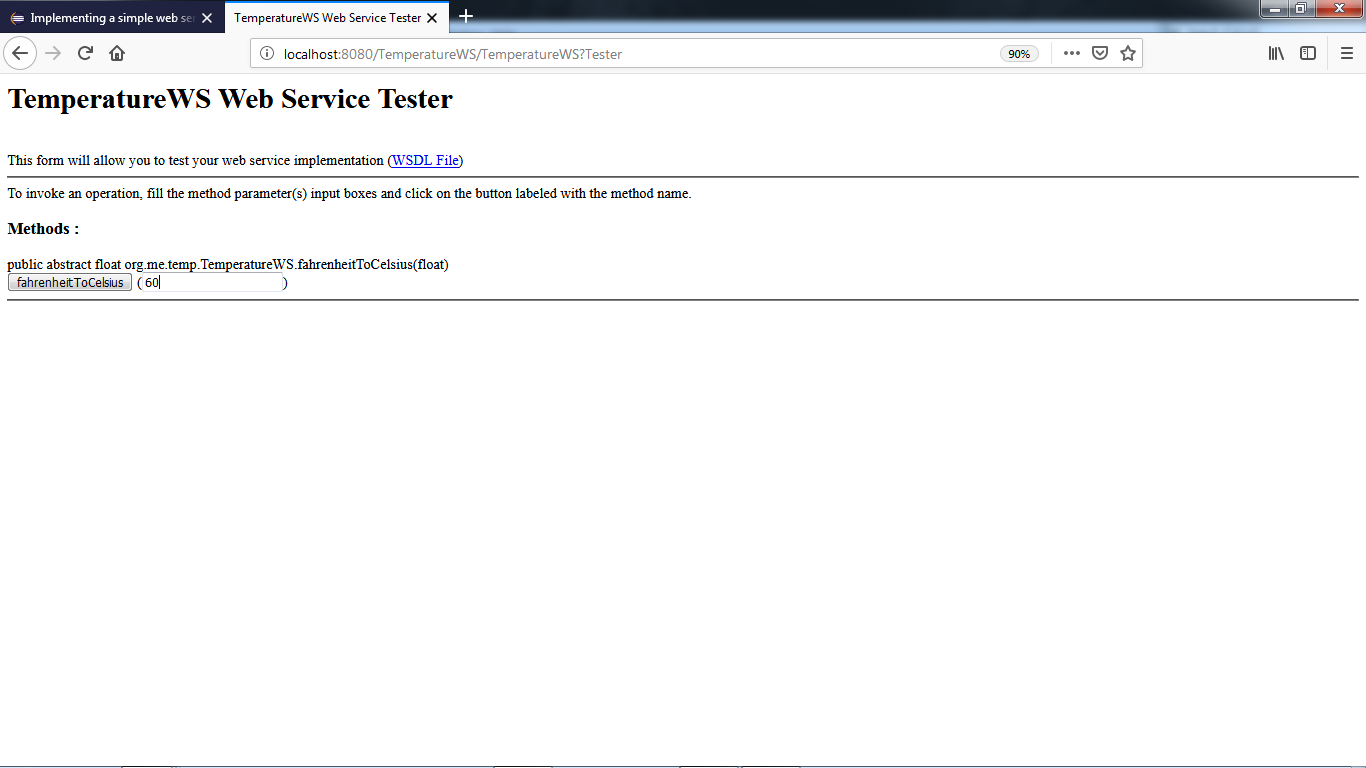 Implementing a simple web se
TemperatureWS Web Service Tester
localhost:8080/TemperatureWS/TemperatureWS?Tester
90%
TemperatureWS Web Service Tester
This form will allow you to test your web service implementation (WSDL File)
To invoke an operation, fill the method parameter(s) input boxes and click on the button labeled with the method name.
Methods :
public abstract float org.me.temp.TemperatureWS.fahrenheitToCelsius(float)
fahrenheitToCelsius (60)